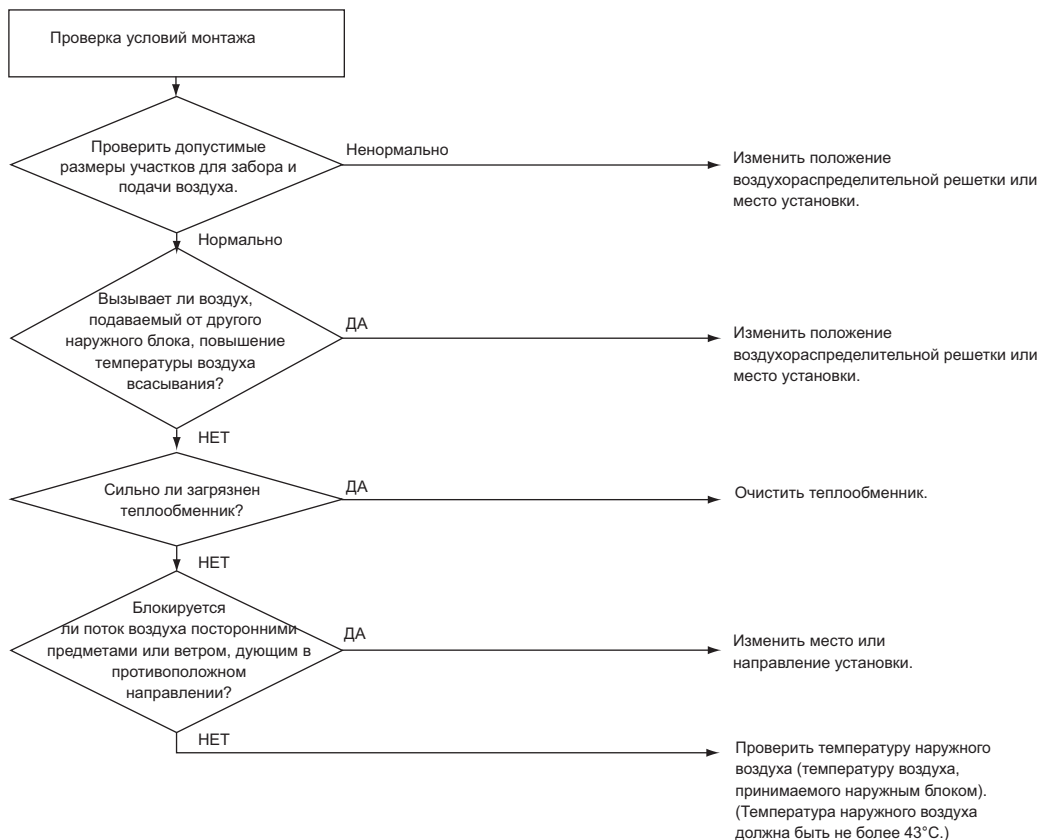 Проверка условий монтажа
Проверить допустимые
размеры участков для забора и
подачи воздуха.
Ненормально
Изменить положение
воздухораспределительной решетки или
место установки.
Нормально
Вызывает ли воздух,
подаваемый от другого
наружного блока, повышение
температуры воздуха
всасывания?
ДА
Изменить положение
воздухораспределительной решетки или
место установки.
НЕТ
Сильно ли загрязнен
теплообменник?
ДА
Очистить теплообменник.
НЕТ
Блокируется
ли поток воздуха посторонними
предметами или ветром, дующим в
противоположном
направлении?
ДА
Изменить место или
направление установки.
НЕТ
Проверить температуру наружного
воздуха (температуру воздуха,
принимаемого наружным блоком).
(Температура наружного воздуха
должна быть не более 43°C.)